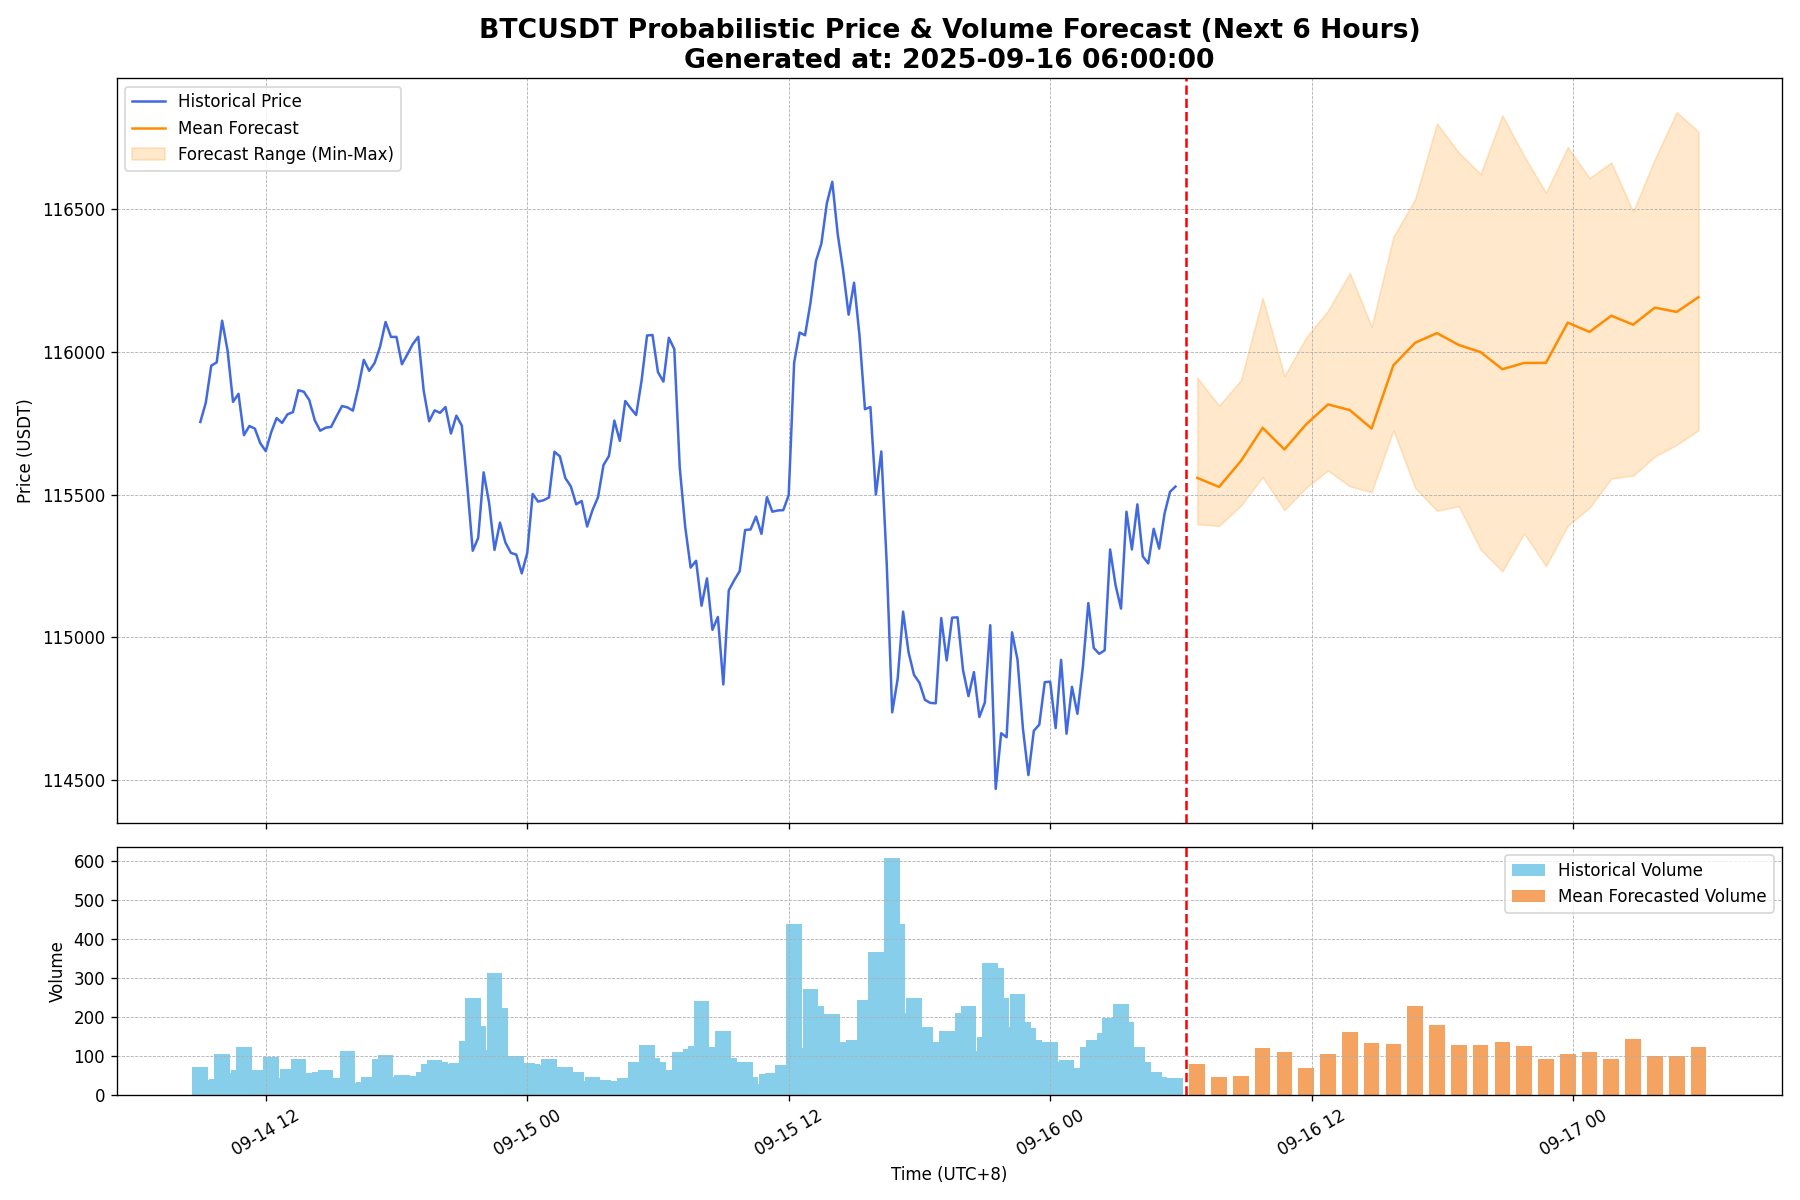 BTCUSDT Probabilistic Price & Volume Forecast (Next 6 Hours)
Generated at: 2025-09-16 06:00:00
Historical Price
Mean Forecast
Forecast Range (Min-Max)
Price (USDT)
116500
116000
115500
115000
114500
Historical Volume
Mean Forecasted Volume
Volume
600
500
400
300
200
100
0
09-14 12
09-15 00
09-15 12
09-16 00
09-16 12
09-17 00
Time (UTC+8)